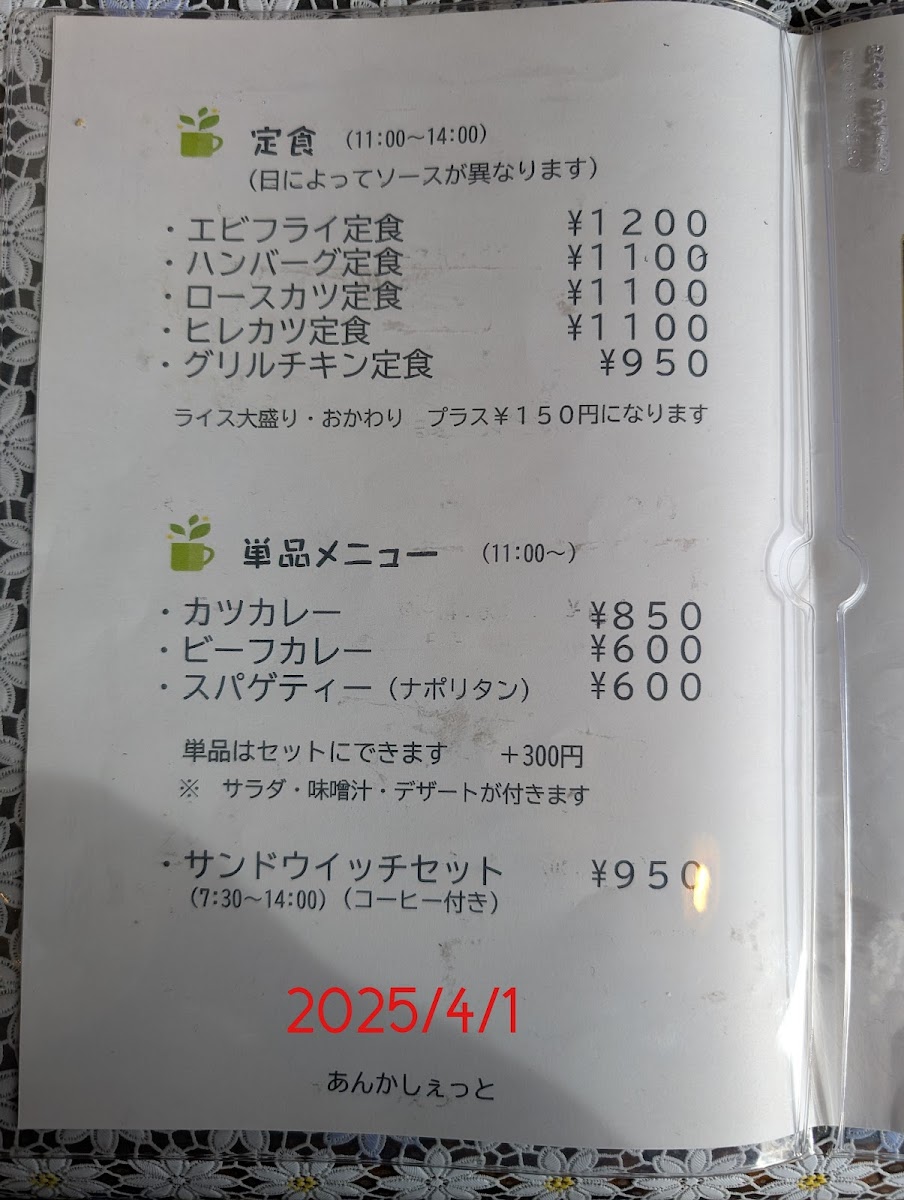 定食 (11:00～14:00)
(日によってソースが異なります)
・エビフライ定食 ¥１２００
・ハンバーグ定食 ¥１１００
・ロースカツ定食 ¥１１００
・ヒレカツ定食 ¥１１００
・グリルチキン定食 ¥９５０
ライス大盛り・おかわり　プラス¥１５０円になります
単品メニュー (11:00～)
・カツカレー ¥８５０
・ビーフカレー ¥６００
・スパゲティー (ナポリタン) ¥６００
単品はセットにできます　＋300円
※　サラダ・味噌汁・デザートが付きます
・サンドウイッチセット ¥９５０
(7:30～14:00) (コーヒー付き)
2025/4/1
あんかしぇっと